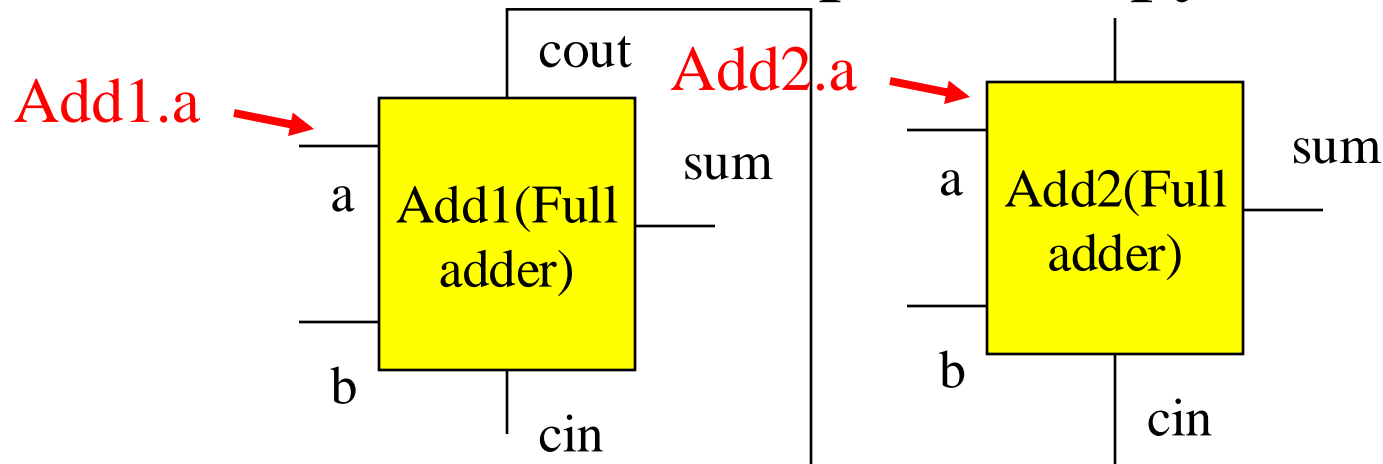 cout
Add1.a
Add2.a
sum
sum
a
Add1(Full
adder)
a
Add2(Full
adder)
b
b
cin
cin